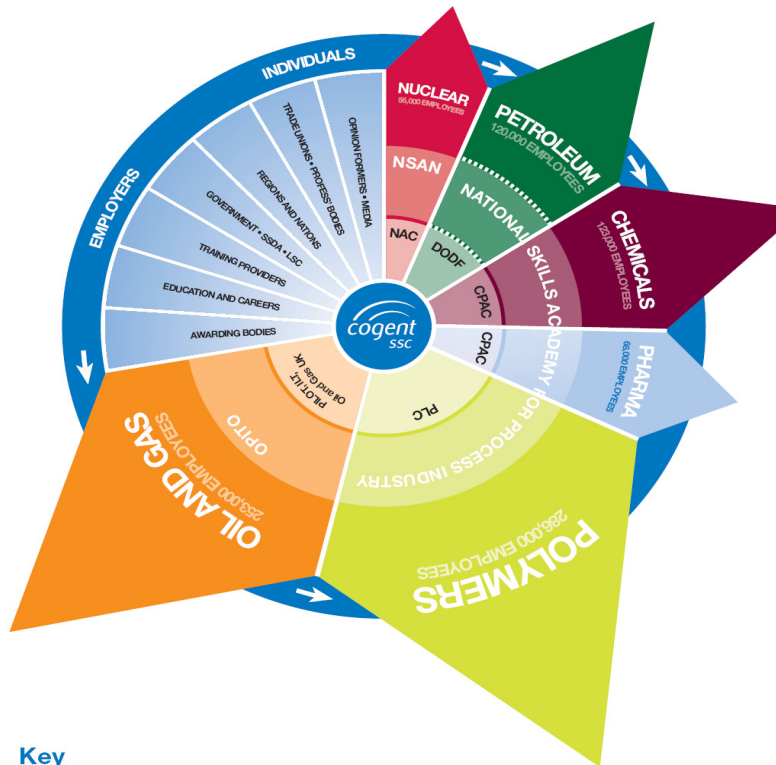 INDIVIDUALS
EMPLOYERS
OPINION FORMERS • MEDIA
TRADE UNIONS • PROFESS' BODIES
REGIONS AND NATIONS
GOVERNMENT • SSDA • LSC
TRAINING PROVIDERS
EDUCATION AND CAREERS
AWARDING BODIES
NUCLEAR
56,000 EMPLOYEES
NSAN
NAC
PETROLEUM
120,000 EMPLOYEES
DODF
CHEMICALS
123,000 EMPLOYEES
CPAC
PHARMA
68,000 EMPLOYEES
CPAC
NATIONAL SKILLS ACADEMY FOR PROCESS INDUSTRY
POLYMERS
286,000 EMPLOYEES
PLC
OIL AND GAS
253,000 EMPLOYEES
OPITO
PILOT, ILT,
Oil and Gas UK
cogent
SSC
Key